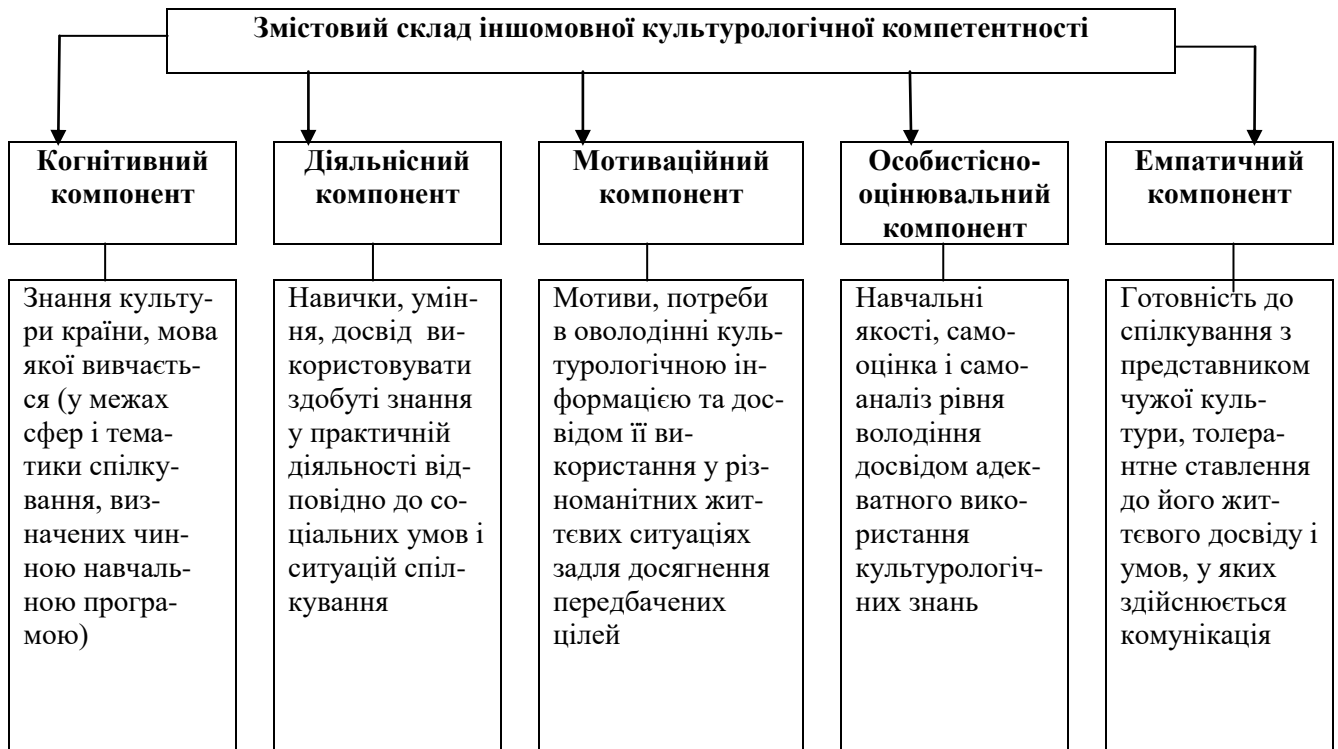 Змістовий склад іншомовної культурологічної компетентності
Когнітивний
компонент
Діяльнісний
компонент
Мотиваційний
компонент
Особистісно-
оцінювальний
компонент
Емпатичний
компонент
Знання культу-
ри країни, мова
якої вивчаєть-
ся (у межах
сфер і тема-
тики спілку-
вання, виз-
начених чин-
ною навчаль-
ною програ-
мою)
Навички, умін-
ня, досвід ви-
користовувати
здобуті знання
у практичній
діяльності від-
повідно до со-
ціальних умов і
ситуацій спіл-
кування
Мотиви, потреби
в оволодінні куль-
турологічною ін-
формацією та дос-
відом її ви-
користання у різ-
номанітних жит-
тєвих ситуаціях
задля досягнення
передбачених
цілей
Навчальні
якості, само-
оцінка і само-
аналіз рівня
володіння
досвідом адек-
ватного вико-
ристання
культурологіч-
них знань
Готовність до
спілкування з
представником
чужої куль-
тури, толера-
нтне ставлення
до його жит-
тєвого досвіду і
умов, у яких
здійснюється
комунікація